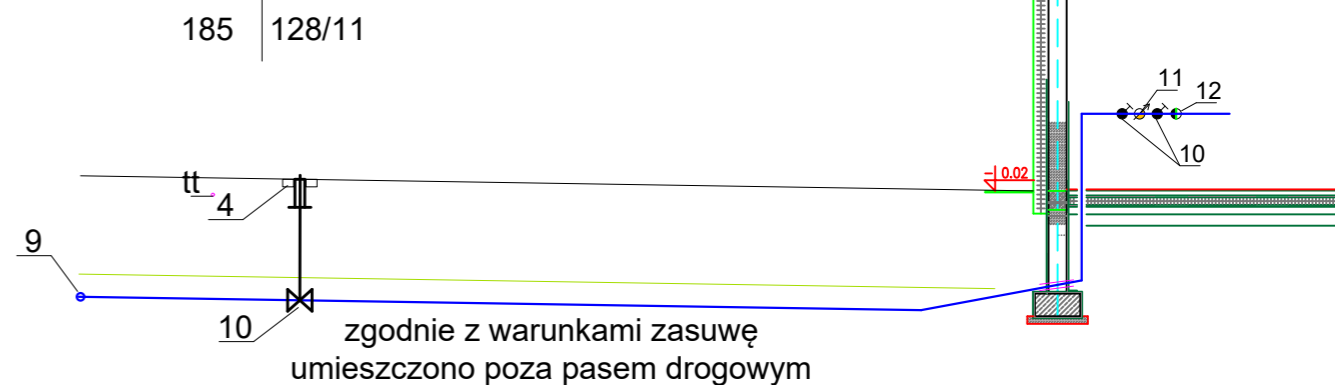 185 128/11
11
12
10
- 0.02
tt
4
9
10
zgodnie z warunkami zasuwę
umieszczono poza pasem drogowym